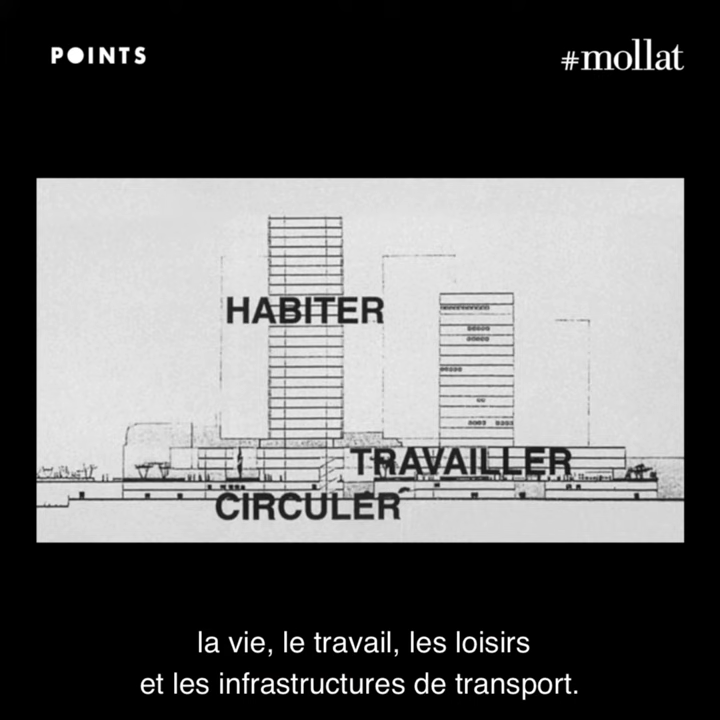 POINTS
#mollat
HABITER
TRAVAILLER
CIRCULER
la vie, le travail, les loisirs
et les infrastructures de transport.